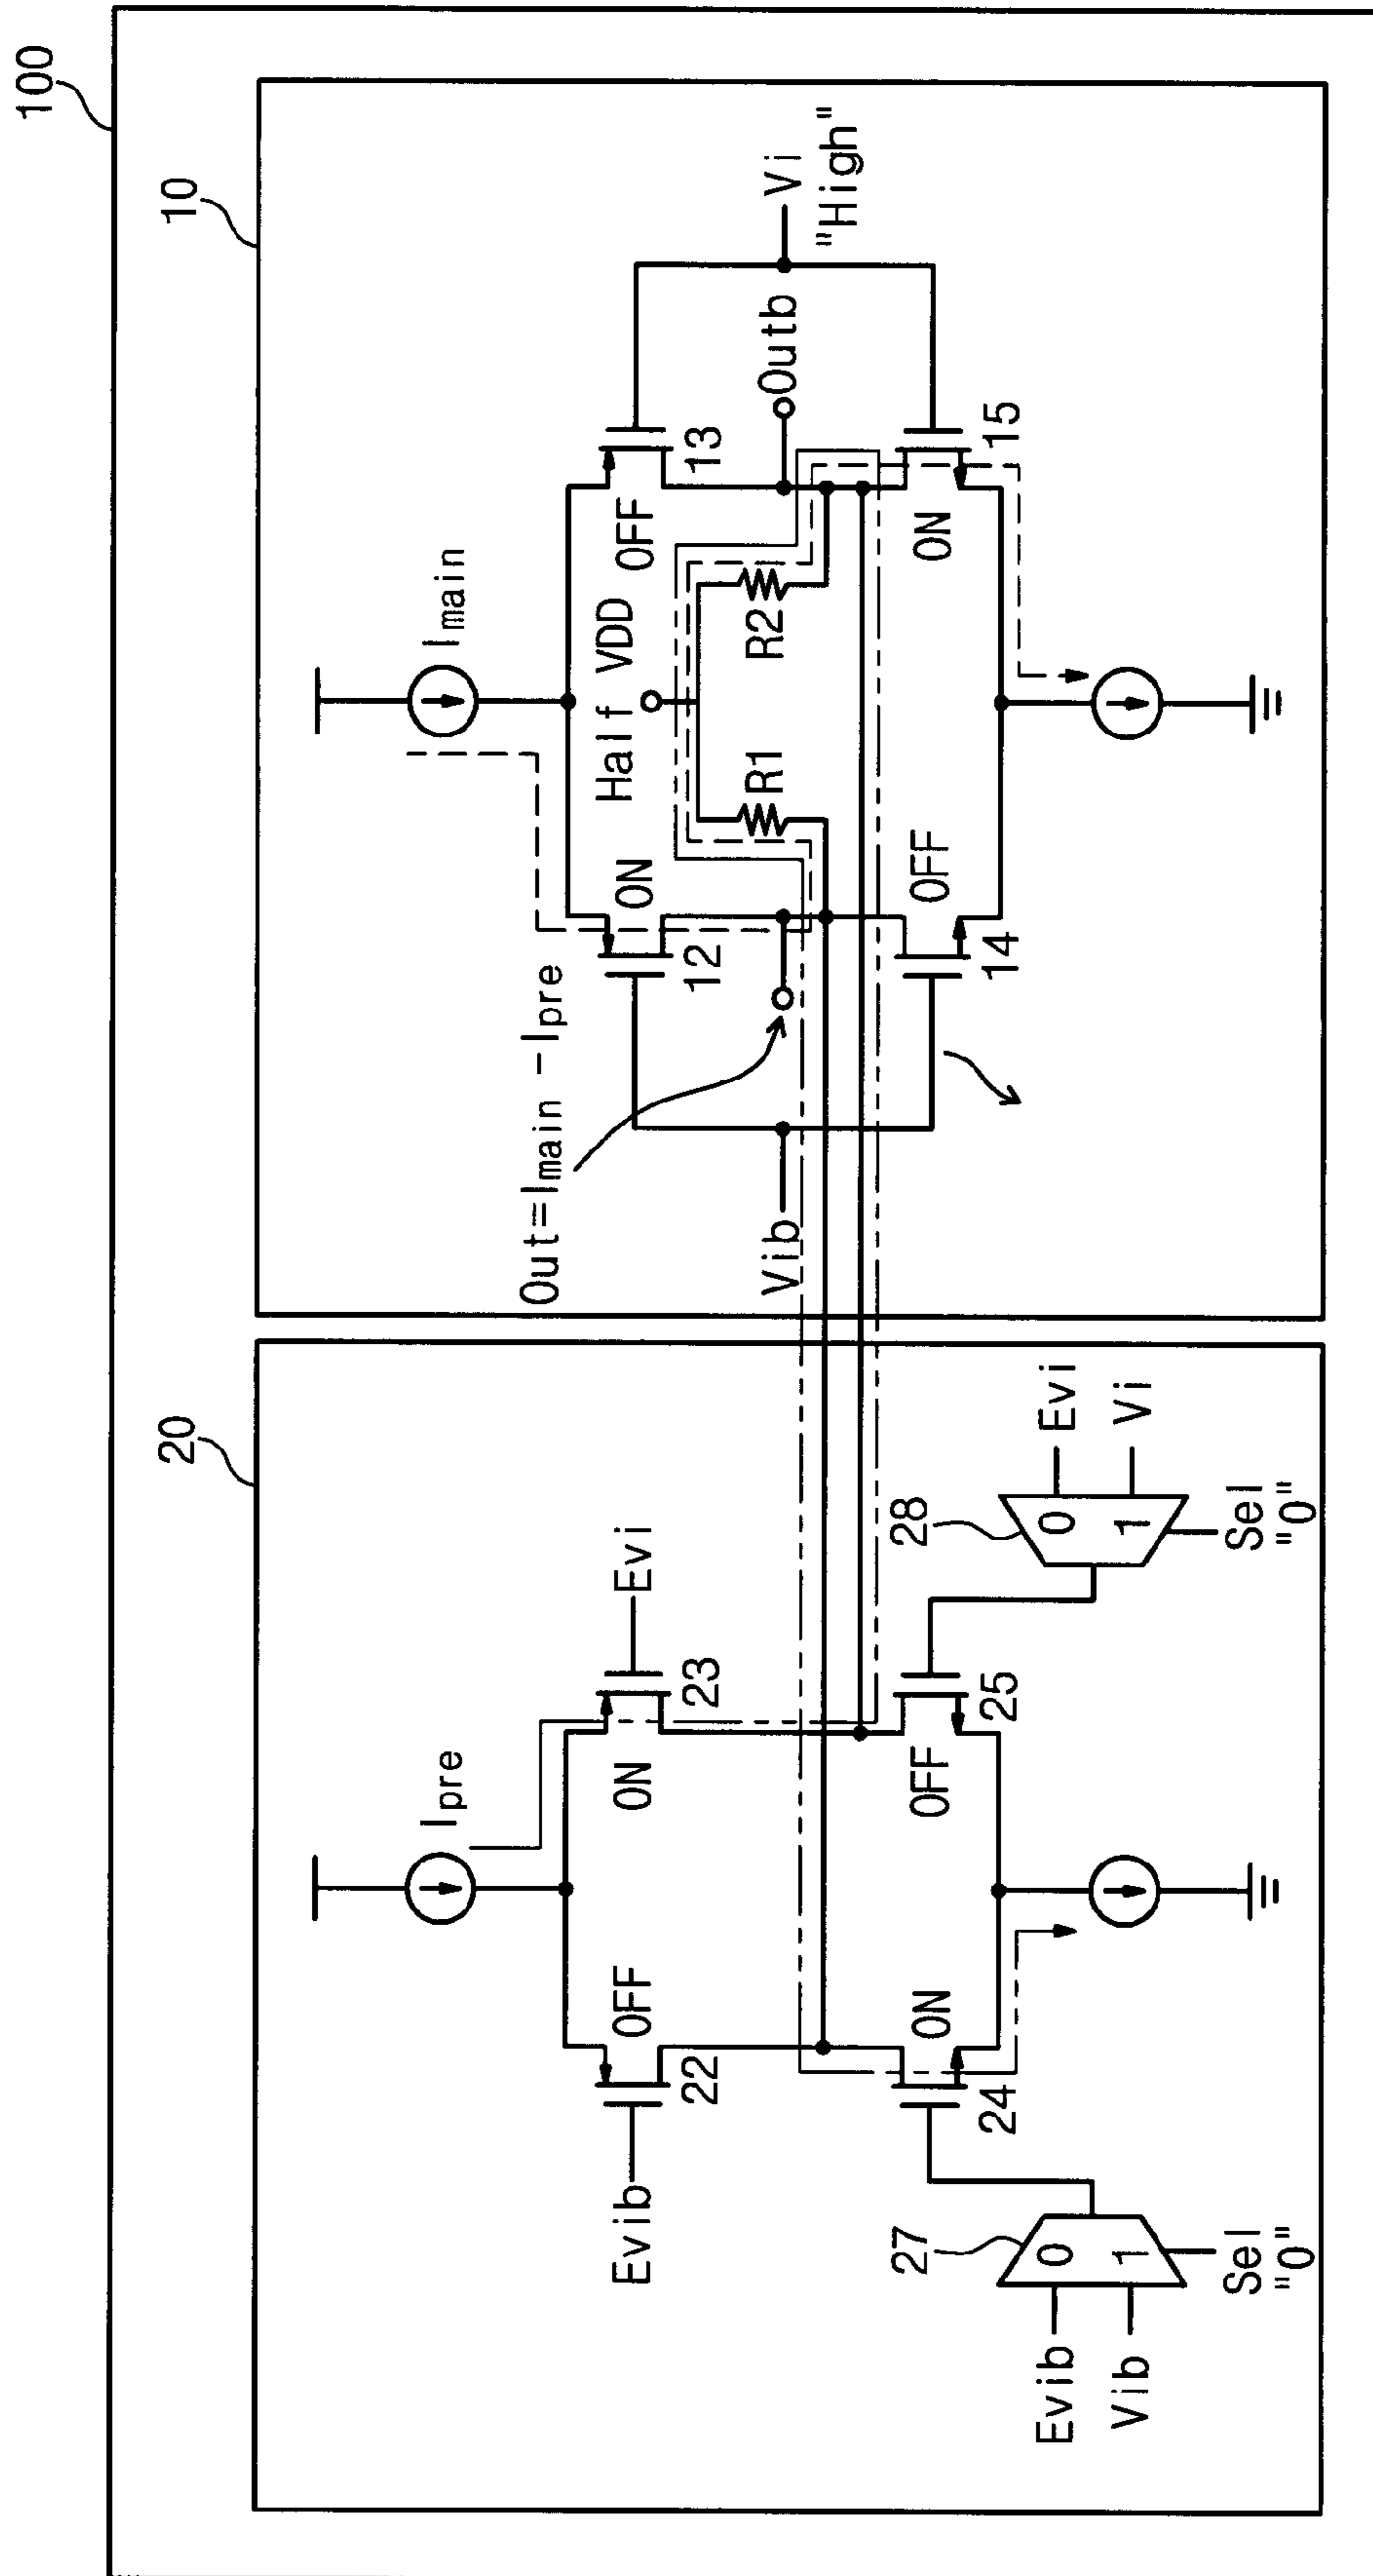 100
20
10
Ipre
Imain
Evib
OFF
22
ON
23
Evi
Out=Imain -Ipre
ON
12
Half VDD
OFF
13
R1
R2
Vib
Outb
Vi
"High"
27
Evib
Vib
0
1
Sel
"0"
24
ON
OFF
25
28
0
1
Evi
Vi
Sel
"0"
14
OFF
ON
15